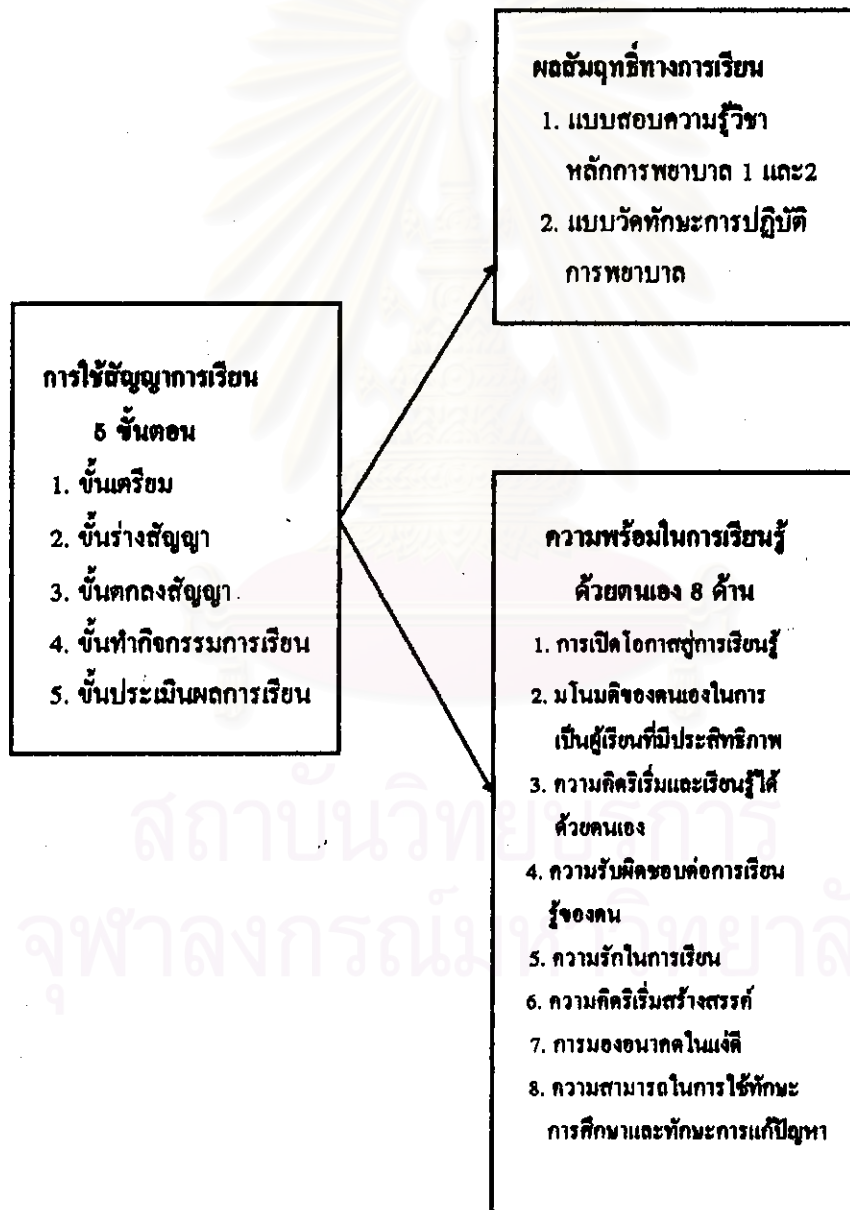 การใช้สัญญาการเรียน
5 ขั้นตอน
1. ขั้นเตรียม
2. ขั้นร่างสัญญา
3. ขั้นตกลงสัญญา
4. ขั้นทำกิจกรรมการเรียน
5. ขั้นประเมินผลการเรียน
ผลสัมฤทธิ์ทางการเรียน
1. แบบสอบความรู้วิชา
หลักการพยาบาล 1 และ2
2. แบบวัดทักษะการปฏิบัติ
การพยาบาล
ความพร้อมในการเรียนรู้
ด้วยตนเอง 8 ด้าน
1. การเปิดโอกาสสู่การเรียนรู้
2. มโนมติของตนเองในการ
เป็นผู้เรียนที่มีประสิทธิภาพ
3. ความคิดริเริ่มและเรียนรู้ได้
ด้วยตนเอง
4. ความรับผิดชอบต่อการเรียน
รู้ของตน
5. ความรักในการเรียน
6. ความคิดริเริ่มสร้างสรรค์
7. การมองอนาคตในแง่ดี
8. ความสามารถในการใช้ทักษะ
การศึกษาและทักษะการแก้ปัญหา
สถาบันวิทยบริการ
จุฬาลงกรณ์มหาวิทยาลั